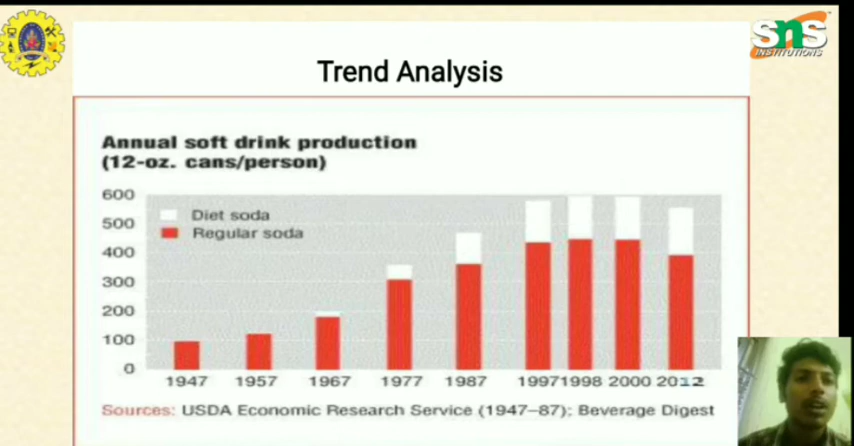 SNS
INSTITUTIONS
Trend Analysis
Annual soft drink production
(12-oz. cans/person)
600
Diet soda
500
Regular soda
400
300
200
100
0
1947 1957 1967 1977 1987 1997 1998 2000 2012
Sources: USDA Economic Research Service (1947–87); Beverage Digest